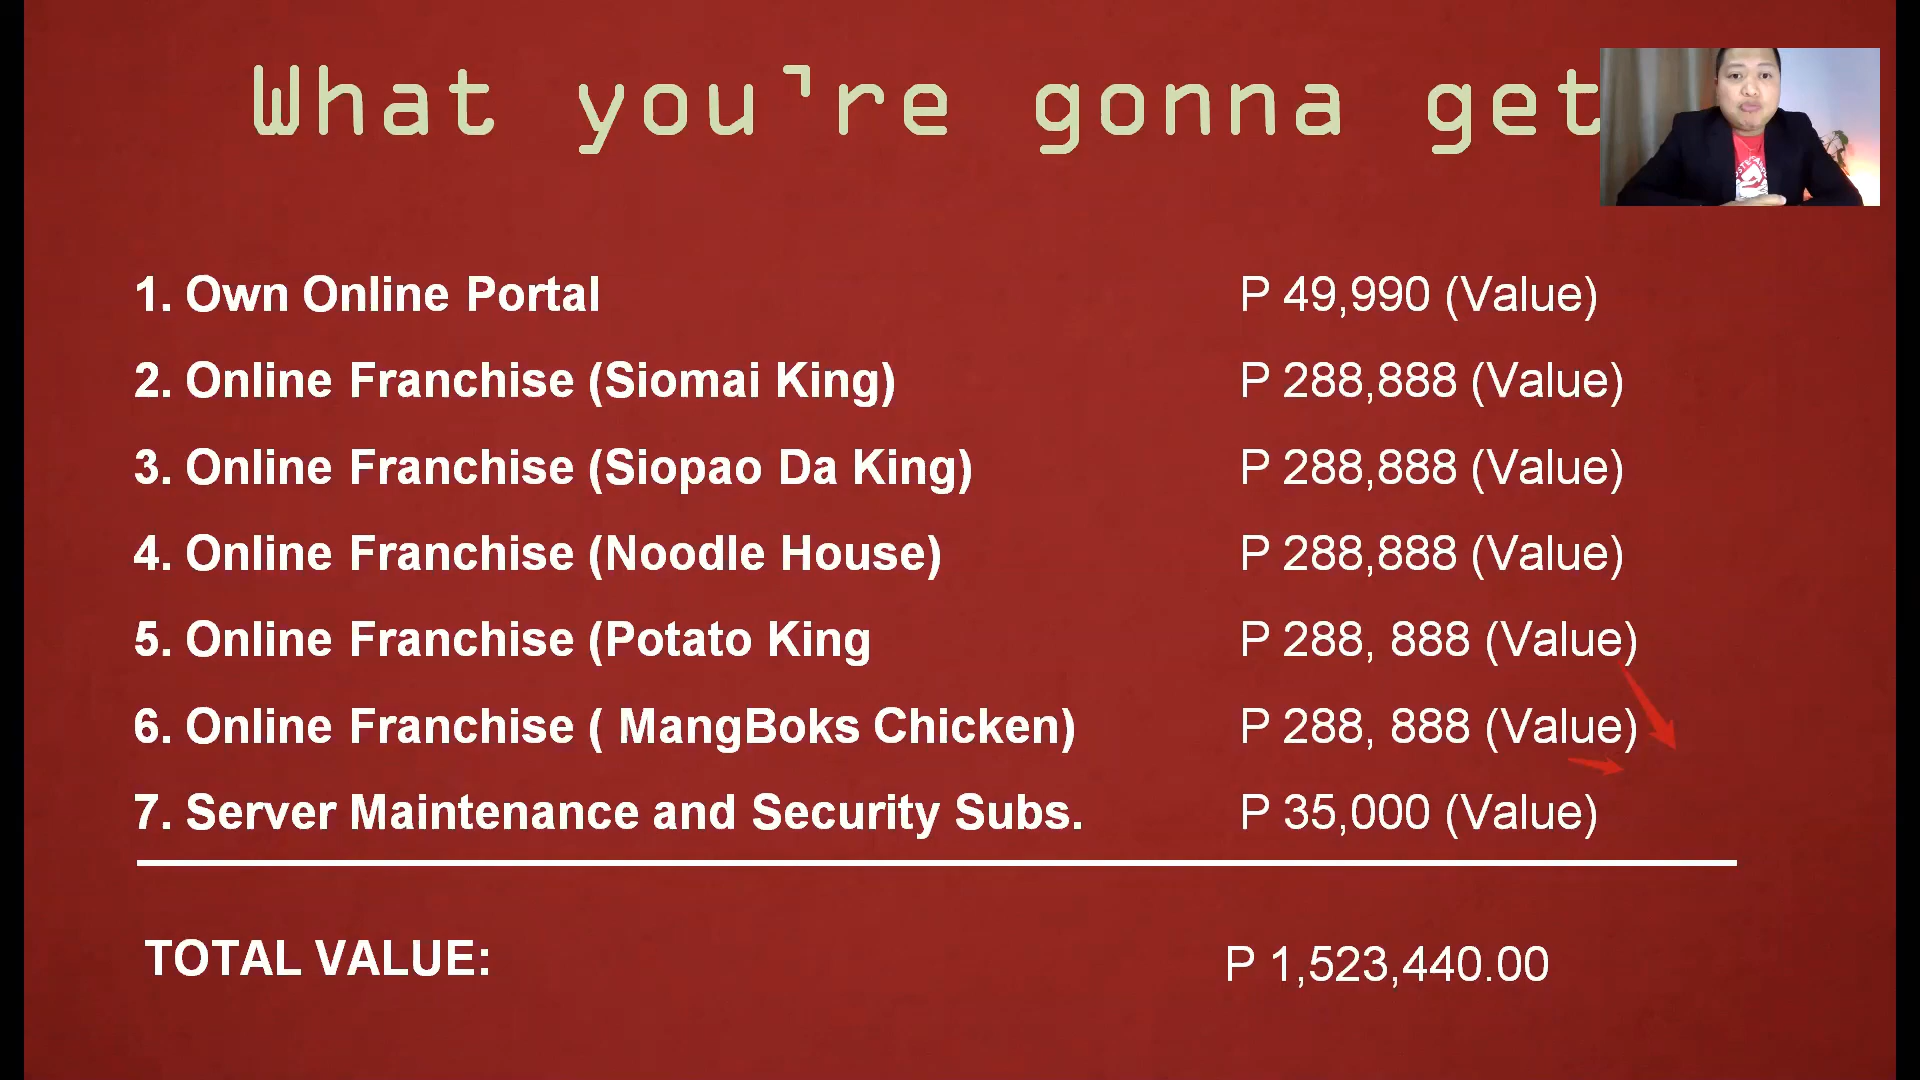 What you're gonna get
1. Own Online Portal P 49,990 (Value)
2. Online Franchise (Siomai King) P 288,888 (Value)
3. Online Franchise (Siopao Da King) P 288,888 (Value)
4. Online Franchise (Noodle House) P 288,888 (Value)
5. Online Franchise (Potato King P 288, 888 (Value)
6. Online Franchise ( MangBoks Chicken) P 288, 888 (Value)
7. Server Maintenance and Security Subs. P 35,000 (Value)
TOTAL VALUE: P 1,523,440.00